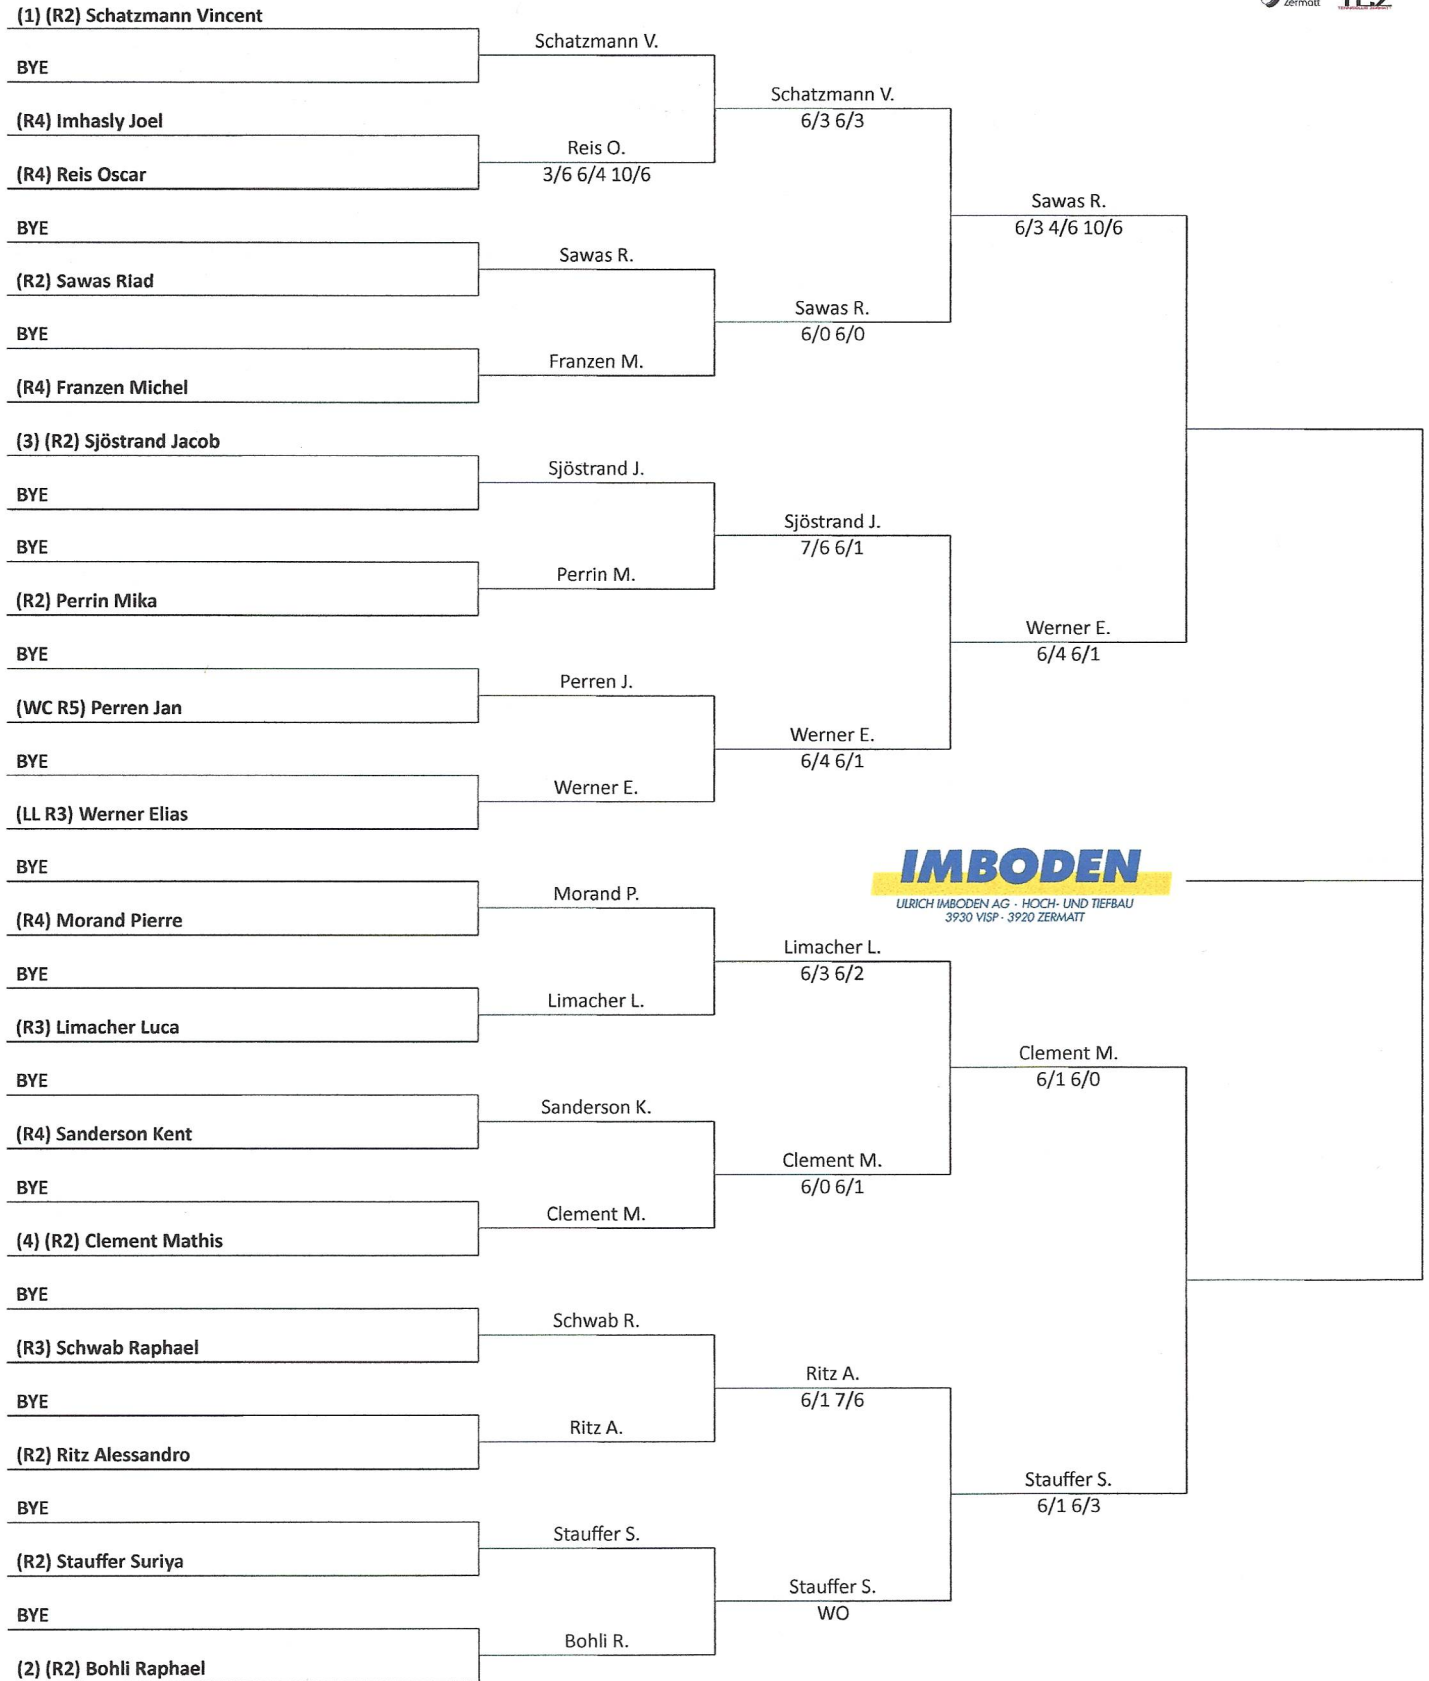 (1) (R2) Schatzmann Vincent
BYE
(R4) Imhasly Joel
(R4) Reis Oscar
BYE
(R2) Sawas Riad
BYE
(R4) Franzen Michel
(3) (R2) Sjöstrand Jacob
BYE
BYE
(R2) Perrin Mika
BYE
(WC R5) Perren Jan
BYE
(LL R3) Werner Elias
BYE
(R4) Morand Pierre
BYE
(R3) Limacher Luca
BYE
(R4) Sanderson Kent
BYE
(4) (R2) Clement Mathis
BYE
(R3) Schwab Raphael
BYE
(R2) Ritz Alessandro
BYE
(R2) Stauffer Suriya
BYE
(2) (R2) Bohli Raphael
Schatzmann V.
Reis O.
3/6 6/4 10/6
Sawas R.
Franzen M.
Sjöstrand J.
Perrin M.
Perren J.
Werner E.
Morand P.
Limacher L.
Sanderson K.
Clement M.
Schwab R.
Ritz A.
Stauffer S.
Bohli R.
Schatzmann V.
6/3 6/3
Sawas R.
6/0 6/0
Sjöstrand J.
7/6 6/1
Werner E.
6/4 6/1
Limacher L.
6/3 6/2
Clement M.
6/0 6/1
Ritz A.
6/1 7/6
Stauffer S.
WO
Sawas R.
6/3 4/6 10/6
Werner E.
6/4 6/1
Clement M.
6/1 6/0
Stauffer S.
6/1 6/3
IMBODEN
ULRICH IMBODEN AG · HOCH- UND TIEFBAU
3930 VISP · 3920 ZERMATT
zermatt